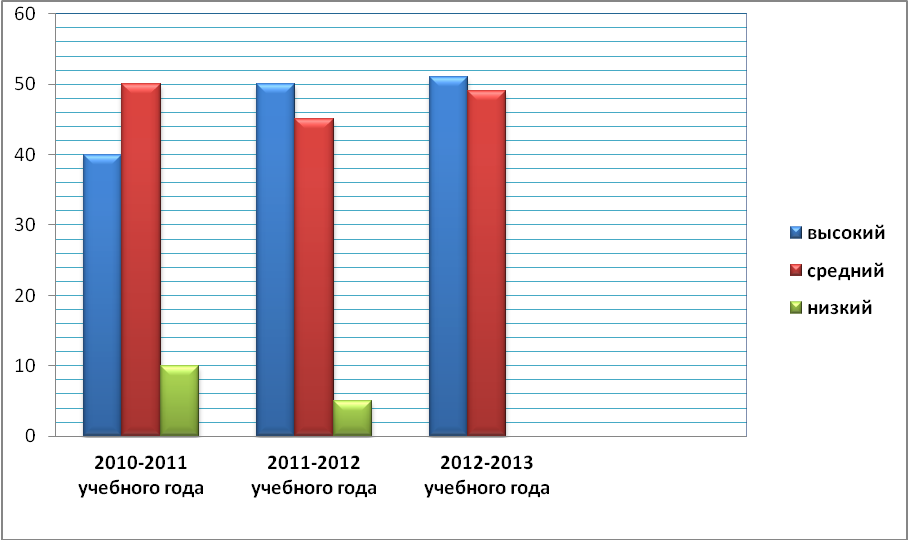 60
50
40
30
20
10
0
2010-2011
учебного года
2011-2012
учебного года
2012-2013
учебного года
высокий
средний
низкий